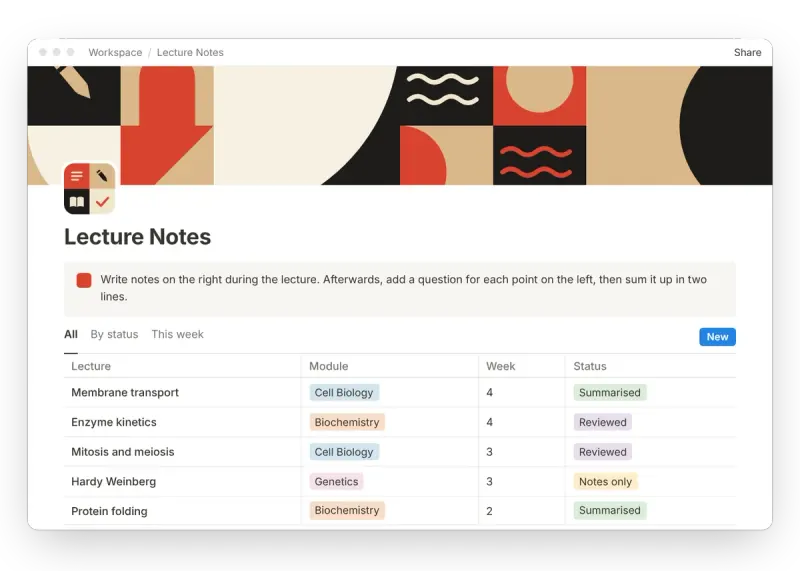 Workspace / Lecture Notes
Share
Lecture Notes
Write notes on the right during the lecture. Afterwards, add a question for each point on the left, then sum it up in two
lines.
All By status This week
New
Lecture Module Week Status
Membrane transport Cell Biology 4 Summarised
Enzyme kinetics Biochemistry 4 Reviewed
Mitosis and meiosis Cell Biology 3 Reviewed
Hardy Weinberg Genetics 3 Notes only
Protein folding Biochemistry 2 Summarised